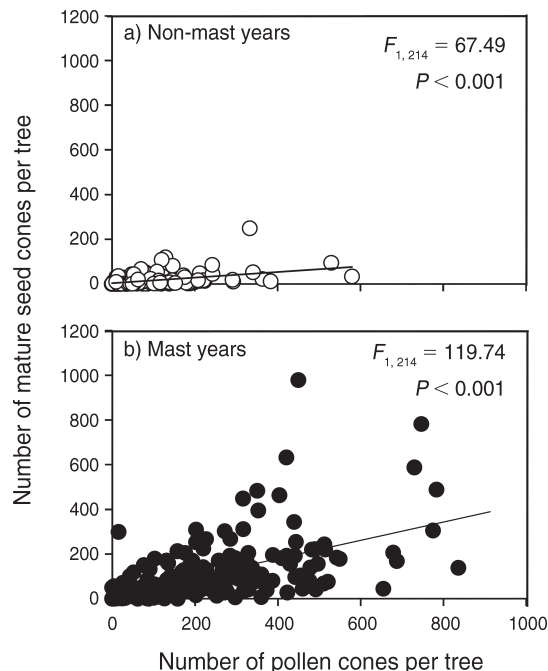 Number of mature seed cones per tree
1200
1000
800
600
400
200
0
a) Non-mast years
F1, 214 = 67.49
P < 0.001
1200
1000
800
600
400
200
0
b) Mast years
F1, 214 = 119.74
P < 0.001
0 200 400 600 800 1000
Number of pollen cones per tree